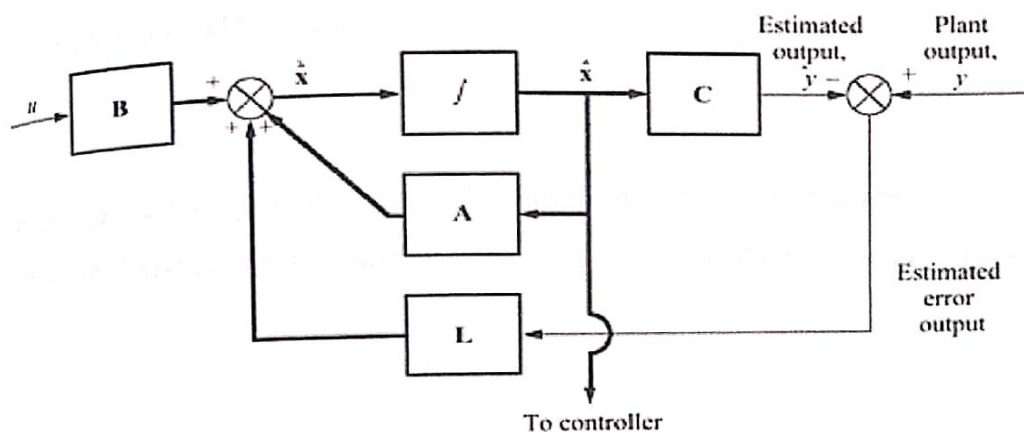 Estimated
output,
Plant
output,
u
B
+
+
+
x̂
∫
x̂
C
ŷ
−
+
y
A
L
Estimated
error
output
To controller